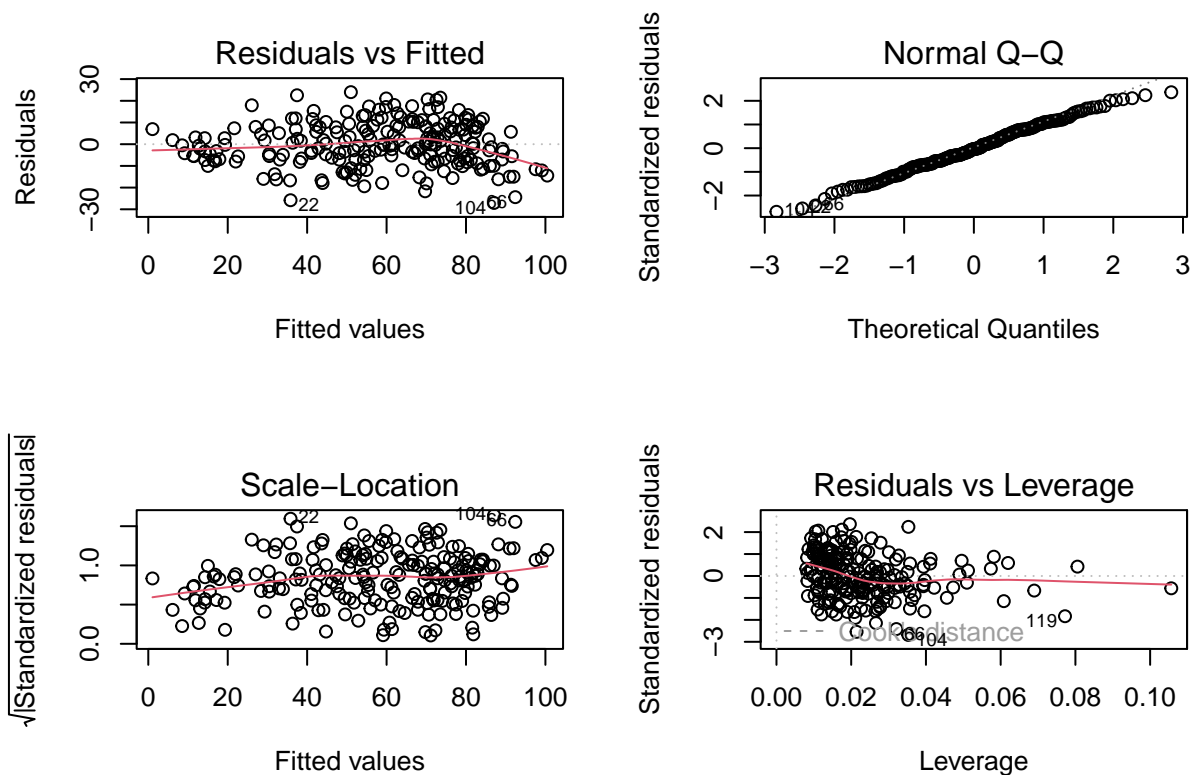 Residuals vs Fitted
Residuals
30
0
−30
22
104
66
0 20 40 60 80 100
Fitted values
Normal Q−Q
Standardized residuals
2
0
−2
104
22
66
−3 −2 −1 0 1 2 3
Theoretical Quantiles
Scale−Location
√|Standardized residuals|
1.0
0.0
22
104
66
0 20 40 60 80 100
Fitted values
Residuals vs Leverage
Standardized residuals
2
0
−3
Cook's distance
119
66
104
0.00 0.02 0.04 0.06 0.08 0.10
Leverage